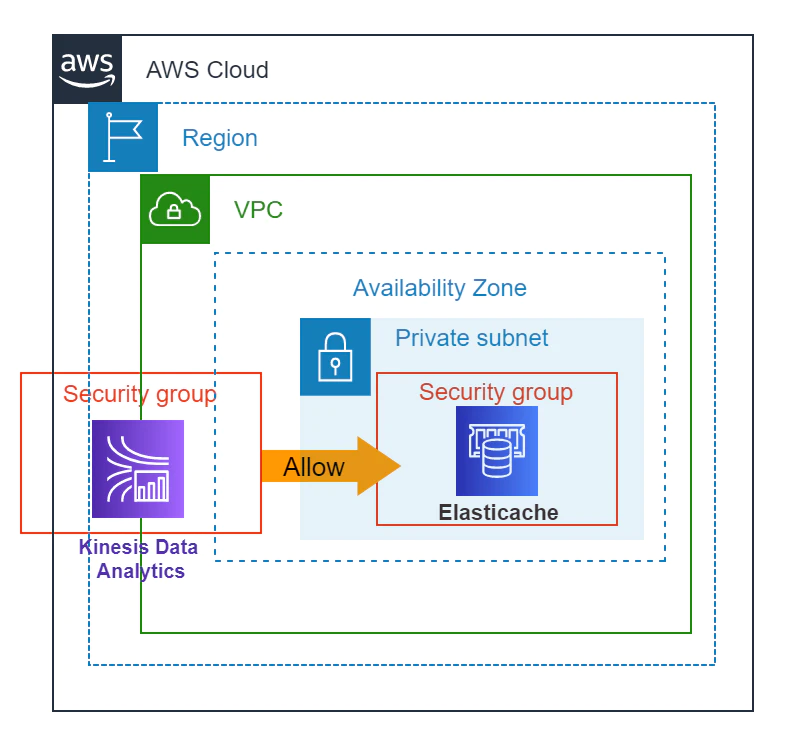 aws
AWS Cloud
Region
VPC
Availability Zone
Private subnet
Security group
Security group
Allow
Elasticache
Kinesis Data
Analytics